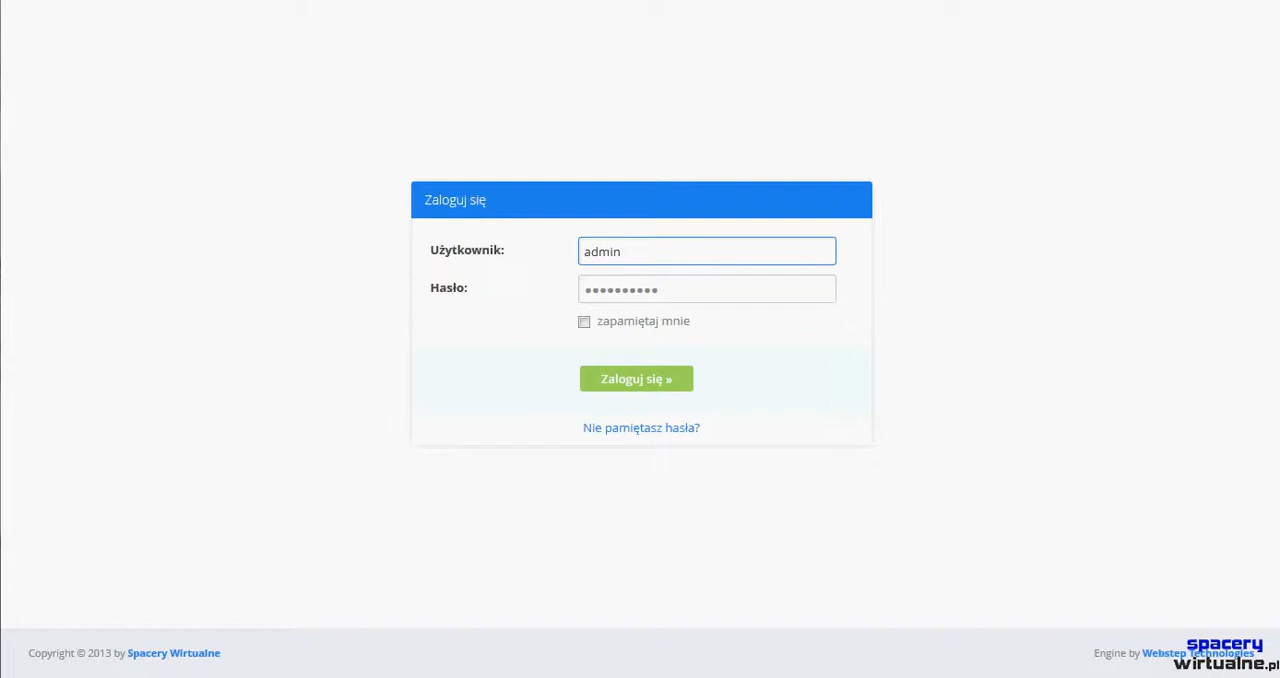 Zaloguj się
Użytkownik: admin
Hasło: ••••••••••
zapamiętaj mnie
Zaloguj się »
Nie pamiętasz hasła?
Copyright © 2013 by Spacery Wirtualne
Engine by Webstep Technologies
spacery
wirtualne.pl